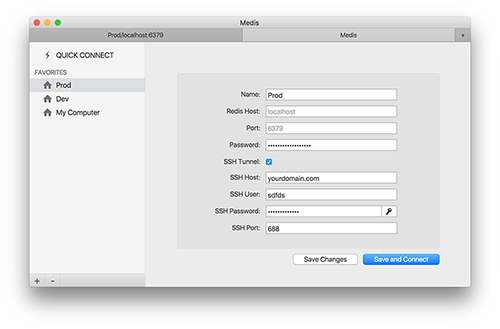 Medis
Prod/localhost:6379
Medis
+
QUICK CONNECT
FAVORITES
Prod
Dev
My Computer
Name: Prod
Redis Host: localhost
Port: 6379
Password: ••••••••••••••••••
SSH Tunnel:
SSH Host: yourdomain.com
SSH User: sdfds
SSH Password: •••••••••••••
SSH Port: 688
Save Changes
Save and Connect
+ -